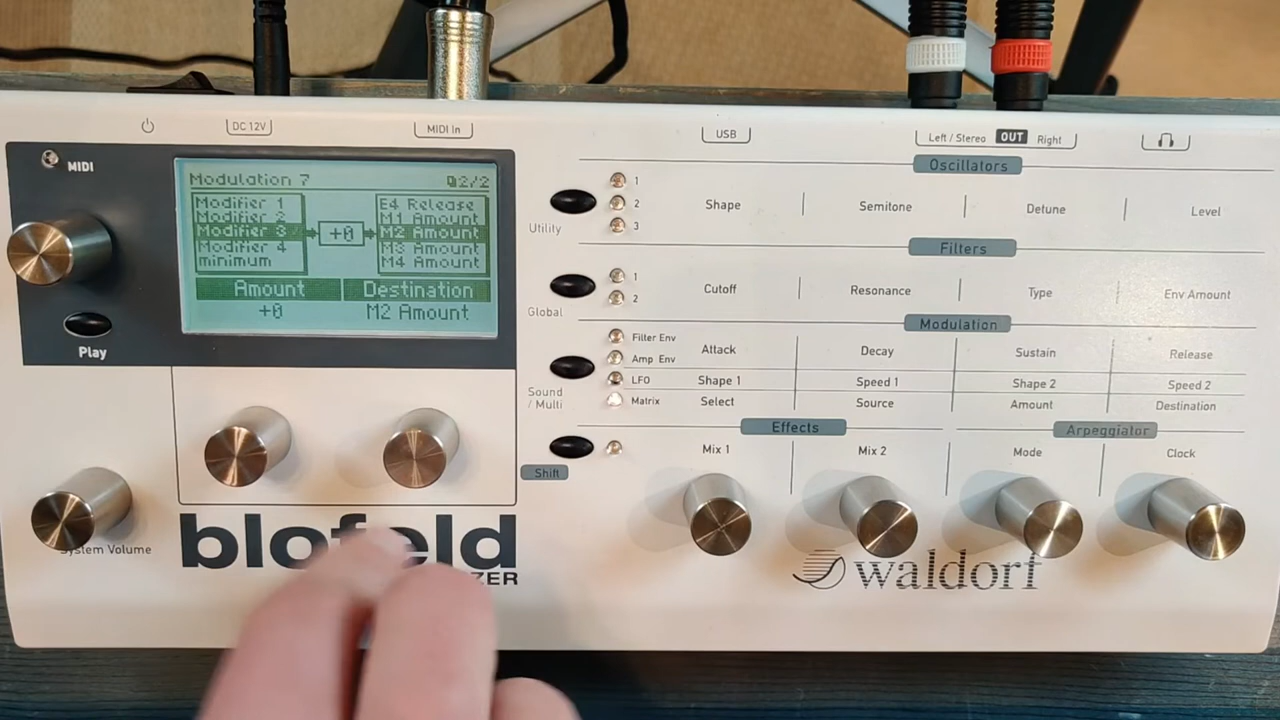 DC 12V
MIDI In
USB
Left / Stereo OUT Right
MIDI
Play
System Volume
Modulation 7 2/2
Modifier 1
Modifier 2
Modifier 3
Modifier 4
minimum
+0
E4 Release
M1 Amount
M2 Amount
M3 Amount
M4 Amount
Amount Destination
+0 M2 Amount
Oscillators
1
2
3
Utility
Shape Semitone Detune Level
Filters
1
2
Global
Cutoff Resonance Type Env Amount
Modulation
Filter Env
Amp Env
LFO
Matrix
Sound
/ Multi
Attack Decay Sustain Release
Shape 1 Speed 1 Shape 2 Speed 2
Select Source Amount Destination
Effects Arpeggiator
Shift
Mix 1 Mix 2 Mode Clock
blofeld
ZER
waldorf